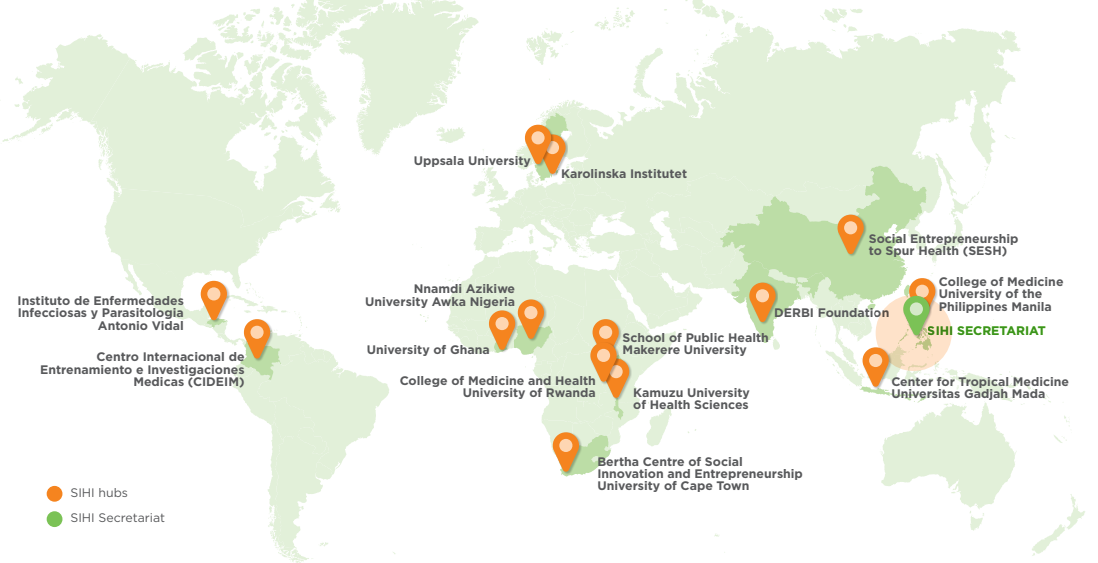 Uppsala University
Karolinska Institutet
Social Entrepreneurship
to Spur Health (SESH)
Instituto de Enfermedades
Infecciosas y Parasitologia
Antonio Vidal
Centro Internacional de
Entrenamiento e Investigaciones
Medicas (CIDEIM)
Nnamdi Azikiwe
University Awka Nigeria
University of Ghana
School of Public Health
Makerere University
College of Medicine and Health
University of Rwanda
Kamuzu University
of Health Sciences
DERBI Foundation
College of Medicine
University of the
Philippines Manila
SIHI SECRETARIAT
Center for Tropical Medicine
Universitas Gadjah Mada
Bertha Centre of Social
Innovation and Entrepreneurship
University of Cape Town
SIHI hubs
SIHI Secretariat